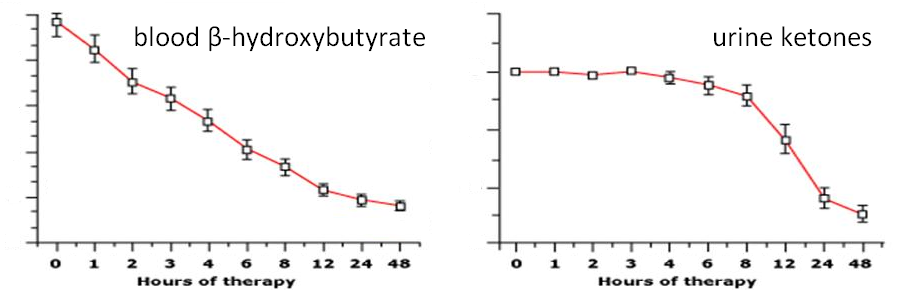 blood β-hydroxybutyrate
0 1 2 3 4 6 8 12 24 48
Hours of therapy
urine ketones
0 1 2 3 4 6 8 12 24 48
Hours of therapy